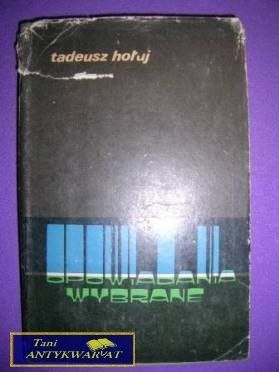 tadeusz hołuj
OPOWIADANIA
WYBRANE
Tani
ANTYKWARIAT